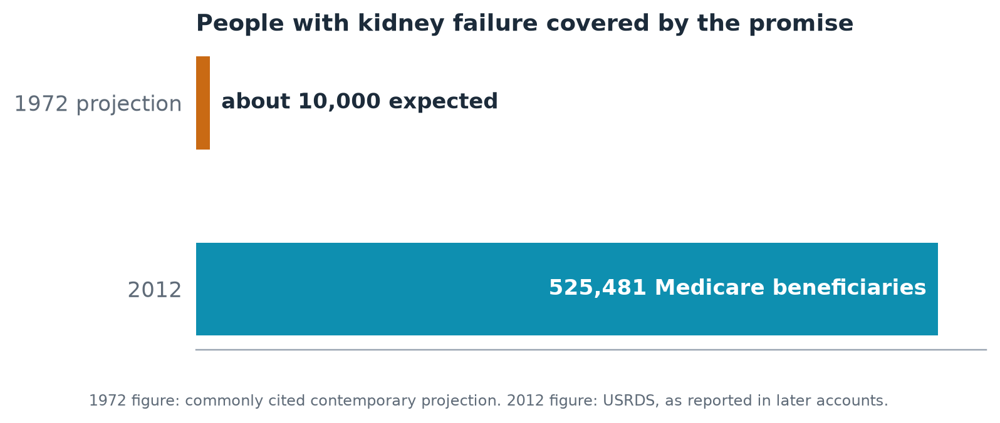 People with kidney failure covered by the promise
1972 projection
about 10,000 expected
2012
525,481 Medicare beneficiaries
1972 figure: commonly cited contemporary projection. 2012 figure: USRDS, as reported in later accounts.